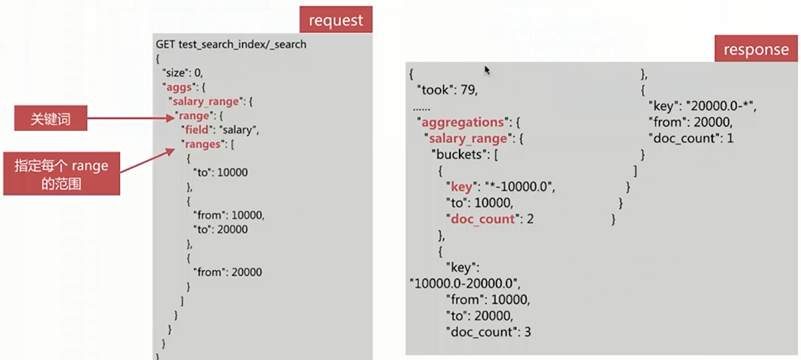 request
GET test_search_index/_search
{
"size": 0,
"aggs": {
"salary_range": {
"range": {
"field": "salary",
"ranges": [
{
"to": 10000
},
{
"from": 10000,
"to": 20000
},
{
"from": 20000
}
]
}
}
}
}
关键词
指定每个 range
的范围
response
{
"took": 79,
......
"aggregations": {
"salary_range": {
"buckets": [
{
"key": "*-10000.0",
"to": 10000,
"doc_count": 2
},
{
"key":
"10000.0-20000.0",
"from": 10000,
"to": 20000,
"doc_count": 3
},
{
"key": "20000.0-*",
"from": 20000,
"doc_count": 1
}
]
}
}
}